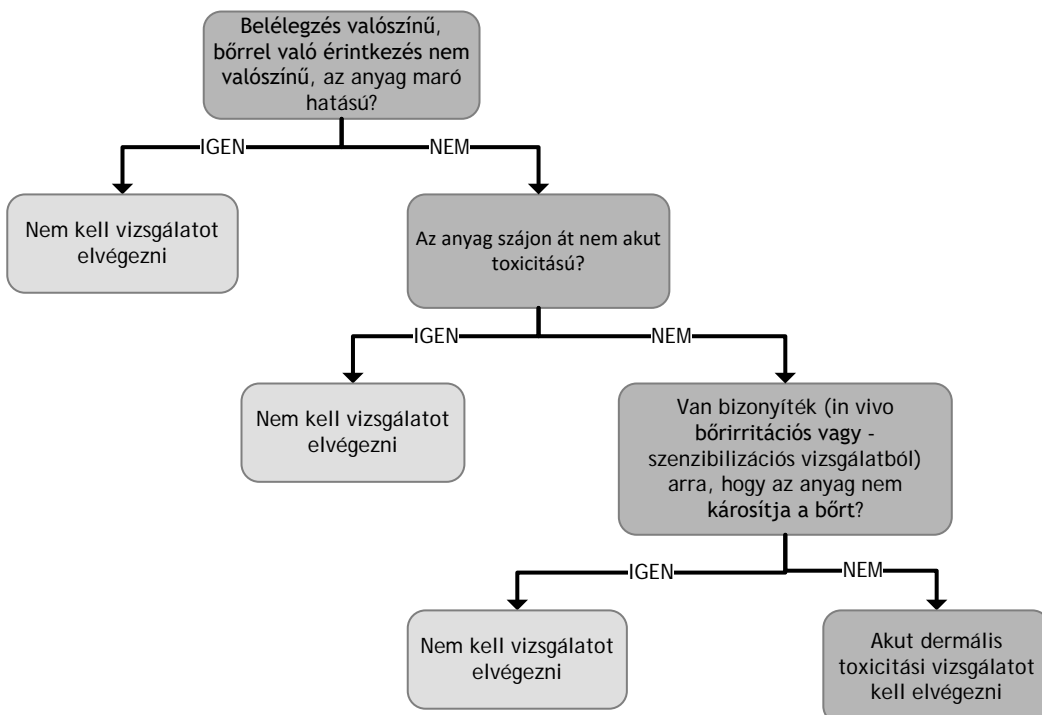 Belélegzés valószínű,
bőrrel való érintkezés nem
valószínű, az anyag maró
hatású?
IGEN
NEM
Nem kell vizsgálatot
elvégezni
Az anyag szájon át nem akut
toxicitású?
IGEN
NEM
Nem kell vizsgálatot
elvégezni
Van bizonyíték (in vivo
bőrirritációs vagy -
szenzibilizációs vizsgálatból)
arra, hogy az anyag nem
károsítja a bőrt?
IGEN
NEM
Nem kell vizsgálatot
elvégezni
Akut dermális
toxicitási vizsgálatot
kell elvégezni